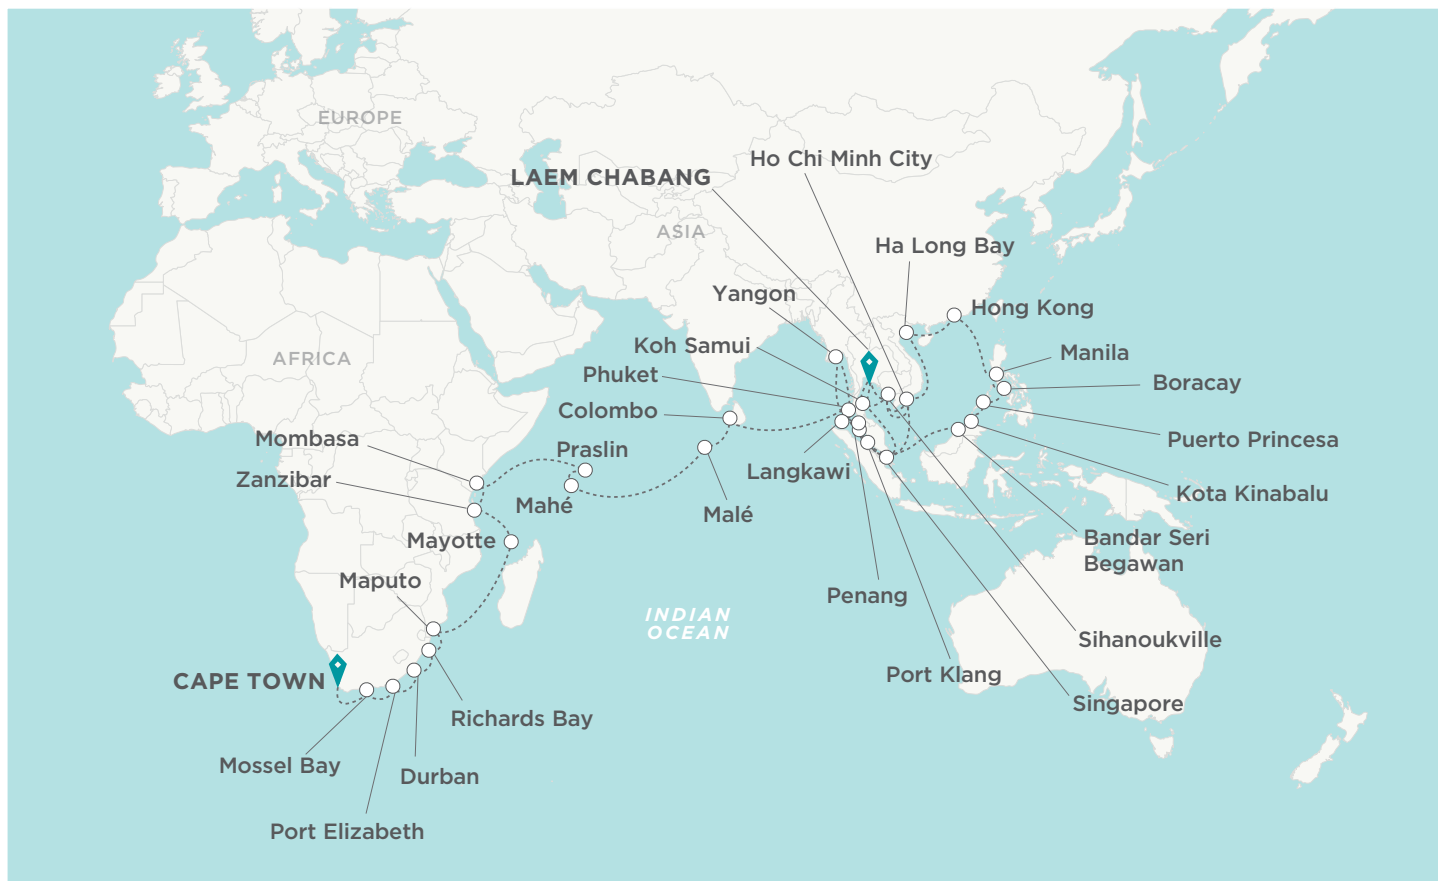 EUROPE
Ho Chi Minh City
LAEM CHABANG
ASIA
Ha Long Bay
Yangon
Hong Kong
Koh Samui
Manila
AFRICA
Phuket
Boracay
Colombo
Mombasa
Puerto Princesa
Praslin
Zanzibar
Langkawi
Kota Kinabalu
Mahé
Malé
Mayotte
Bandar Seri
Begawan
Maputo
Penang
INDIAN
OCEAN
Sihanoukville
Port Klang
CAPE TOWN
Singapore
Richards Bay
Mossel Bay
Durban
Port Elizabeth